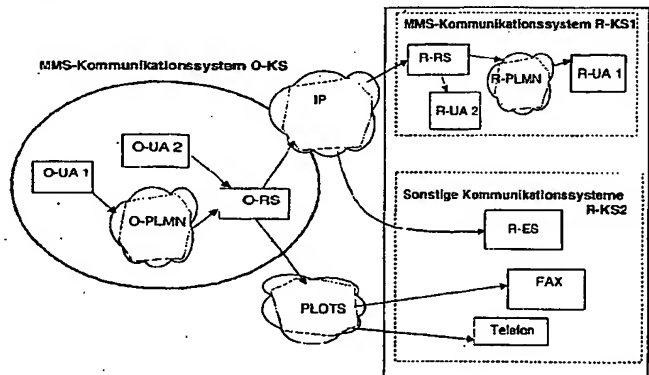 MMS-Kommunikationssystem O-KS
O-UA 1
O-UA 2
O-PLMN
O-RS
IP
PLOTS
MMS-Kommunikationssystem R-KS1
R-RS
R-PLMN
R-UA 1
R-UA 2
Sonstige Kommunikationssysteme
R-KS2
R-ES
FAX
Telefon